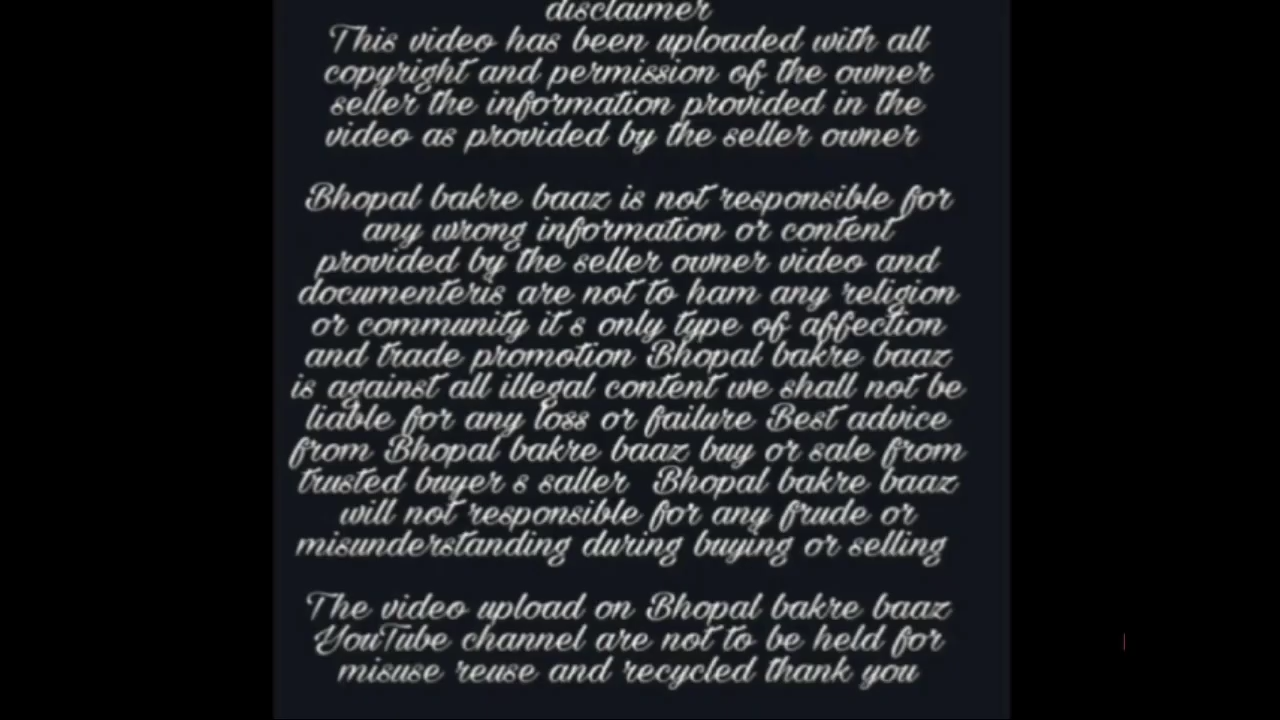 disclaimer
This video has been uploaded with all
copyright and permission of the owner
seller the information provided in the
video as provided by the seller owner
Bhopal bakre baaz is not responsible for
any wrong information or content
provided by the seller owner video and
documenteris are not to ham any religion
or community it s only type of affection
and trade promotion Bhopal bakre baaz
is against all illegal content we shall not be
liable for any loss or failure Best advice
from Bhopal bakre baaz buy or sale from
trusted buyer s saller Bhopal bakre baaz
will not responsible for any frude or
misunderstanding during buying or selling
The video upload on Bhopal bakre baaz
YouTube channel are not to be held for
misuse reuse and recycled thank you